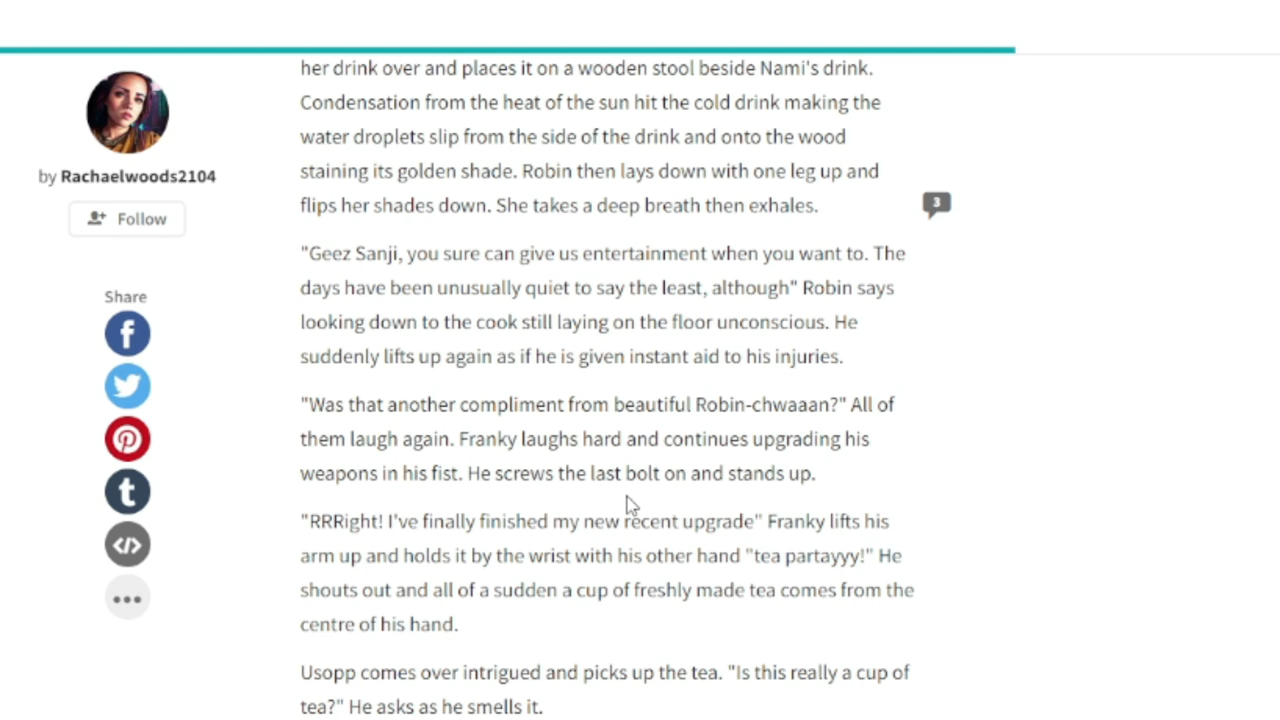 her drink over and places it on a wooden stool beside Nami's drink.
Condensation from the heat of the sun hit the cold drink making the
water droplets slip from the side of the drink and onto the wood
staining its golden shade. Robin then lays down with one leg up and
flips her shades down. She takes a deep breath then exhales.
3
"Geez Sanji, you sure can give us entertainment when you want to. The
days have been unusually quiet to say the least, although" Robin says
looking down to the cook still laying on the floor unconscious. He
suddenly lifts up again as if he is given instant aid to his injuries.
"Was that another compliment from beautiful Robin-chwaaan?" All of
them laugh again. Franky laughs hard and continues upgrading his
weapons in his fist. He screws the last bolt on and stands up.
"RRRight! I've finally finished my new recent upgrade" Franky lifts his
arm up and holds it by the wrist with his other hand "tea partayyy!" He
shouts out and all of a sudden a cup of freshly made tea comes from the
centre of his hand.
Usopp comes over intrigued and picks up the tea. "Is this really a cup of
tea?" He asks as he smells it.
by Rachaelwoods2104
Follow
Share